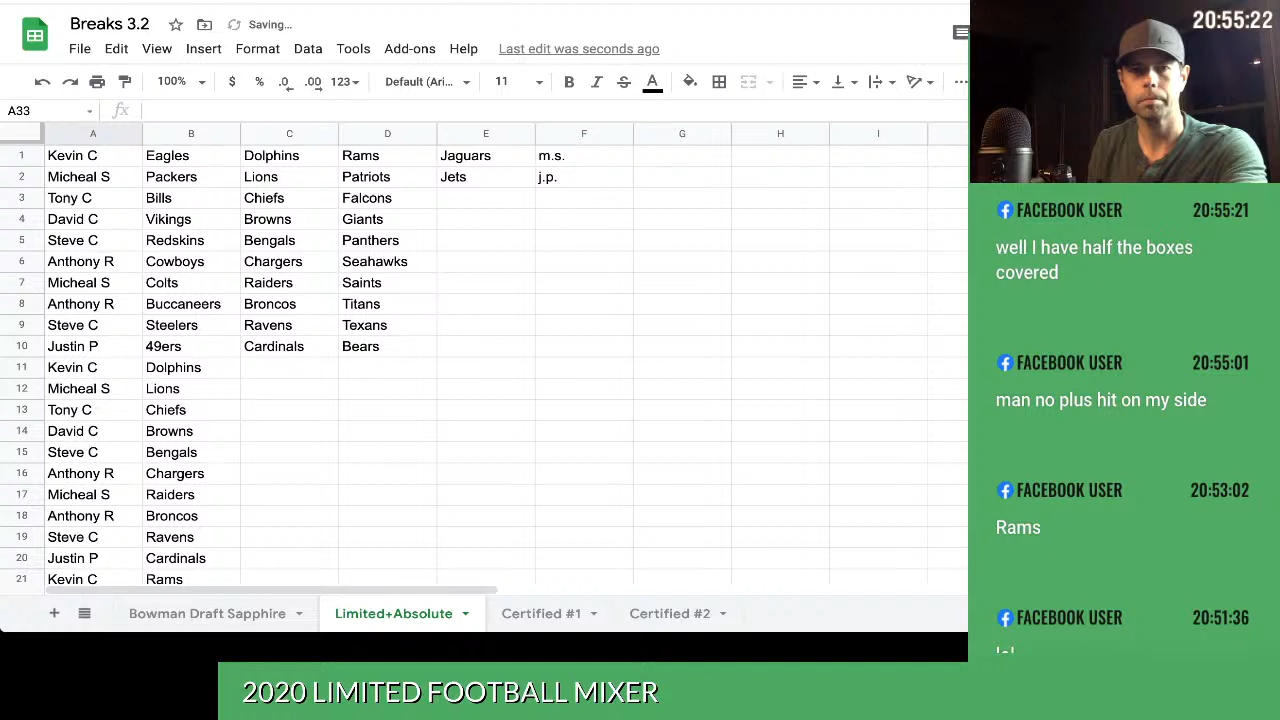 Breaks 3.2
Saving...
File Edit View Insert Format Data Tools Add-ons Help Last edit was seconds ago
100% $ % .0 .00 123 Default (Ari... 11 B I S A
A33 fx
A B C D E F G H I
1 Kevin C Eagles Dolphins Rams Jaguars m.s.
2 Micheal S Packers Lions Patriots Jets j.p.
3 Tony C Bills Chiefs Falcons
4 David C Vikings Browns Giants
5 Steve C Redskins Bengals Panthers
6 Anthony R Cowboys Chargers Seahawks
7 Micheal S Colts Raiders Saints
8 Anthony R Buccaneers Broncos Titans
9 Steve C Steelers Ravens Texans
10 Justin P 49ers Cardinals Bears
11 Kevin C Dolphins
12 Micheal S Lions
13 Tony C Chiefs
14 David C Browns
15 Steve C Bengals
16 Anthony R Chargers
17 Micheal S Raiders
18 Anthony R Broncos
19 Steve C Ravens
20 Justin P Cardinals
21 Kevin C Rams
Bowman Draft Sapphire Limited+Absolute Certified #1 Certified #2
20:55:22
FACEBOOK USER 20:55:21
well I have half the boxes
covered
FACEBOOK USER 20:55:01
man no plus hit on my side
FACEBOOK USER 20:53:02
Rams
FACEBOOK USER 20:51:36
lol
2020 LIMITED FOOTBALL MIXER